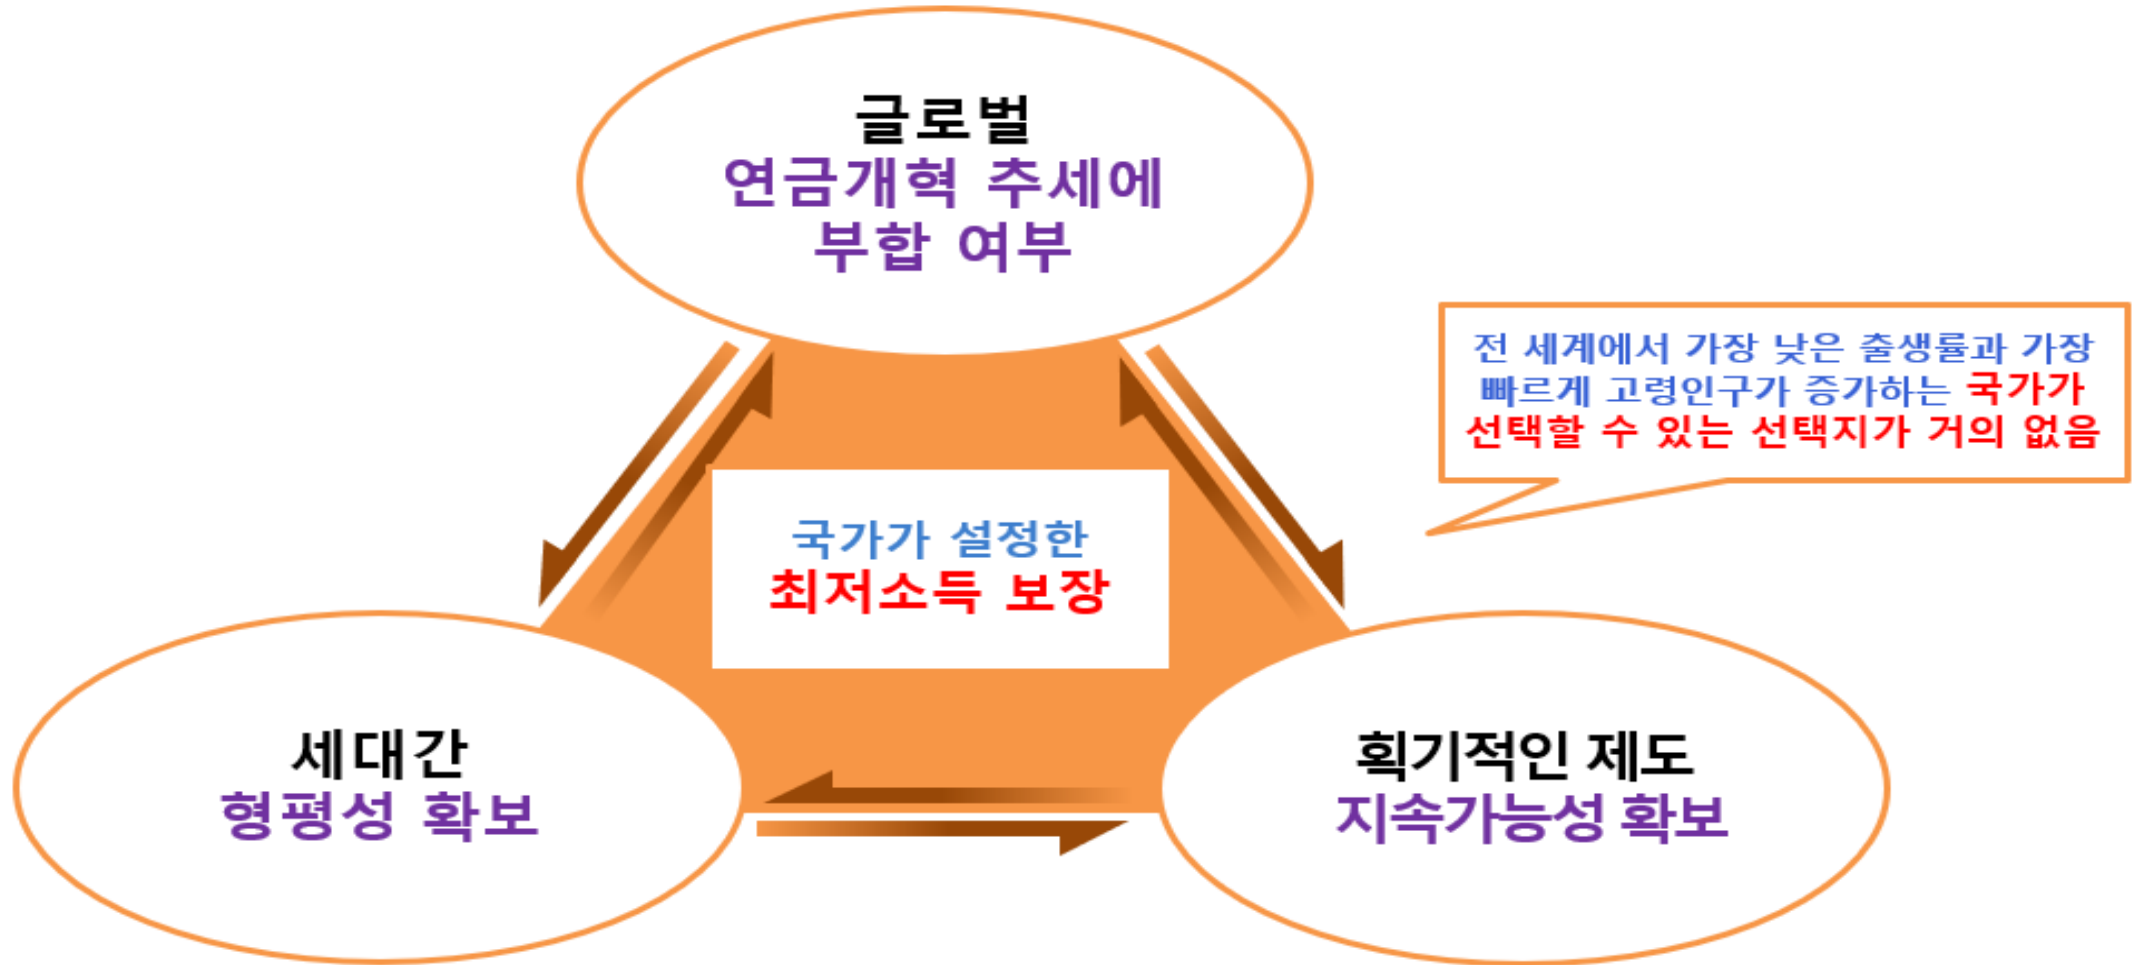 글로벌
연금개혁 추세에
부합 여부
전 세계에서 가장 낮은 출생률과 가장
빠르게 고령인구가 증가하는 국가가
선택할 수 있는 선택지가 거의 없음
국가가 설정한
최저소득 보장
세대간
형평성 확보
획기적인 제도
지속가능성 확보